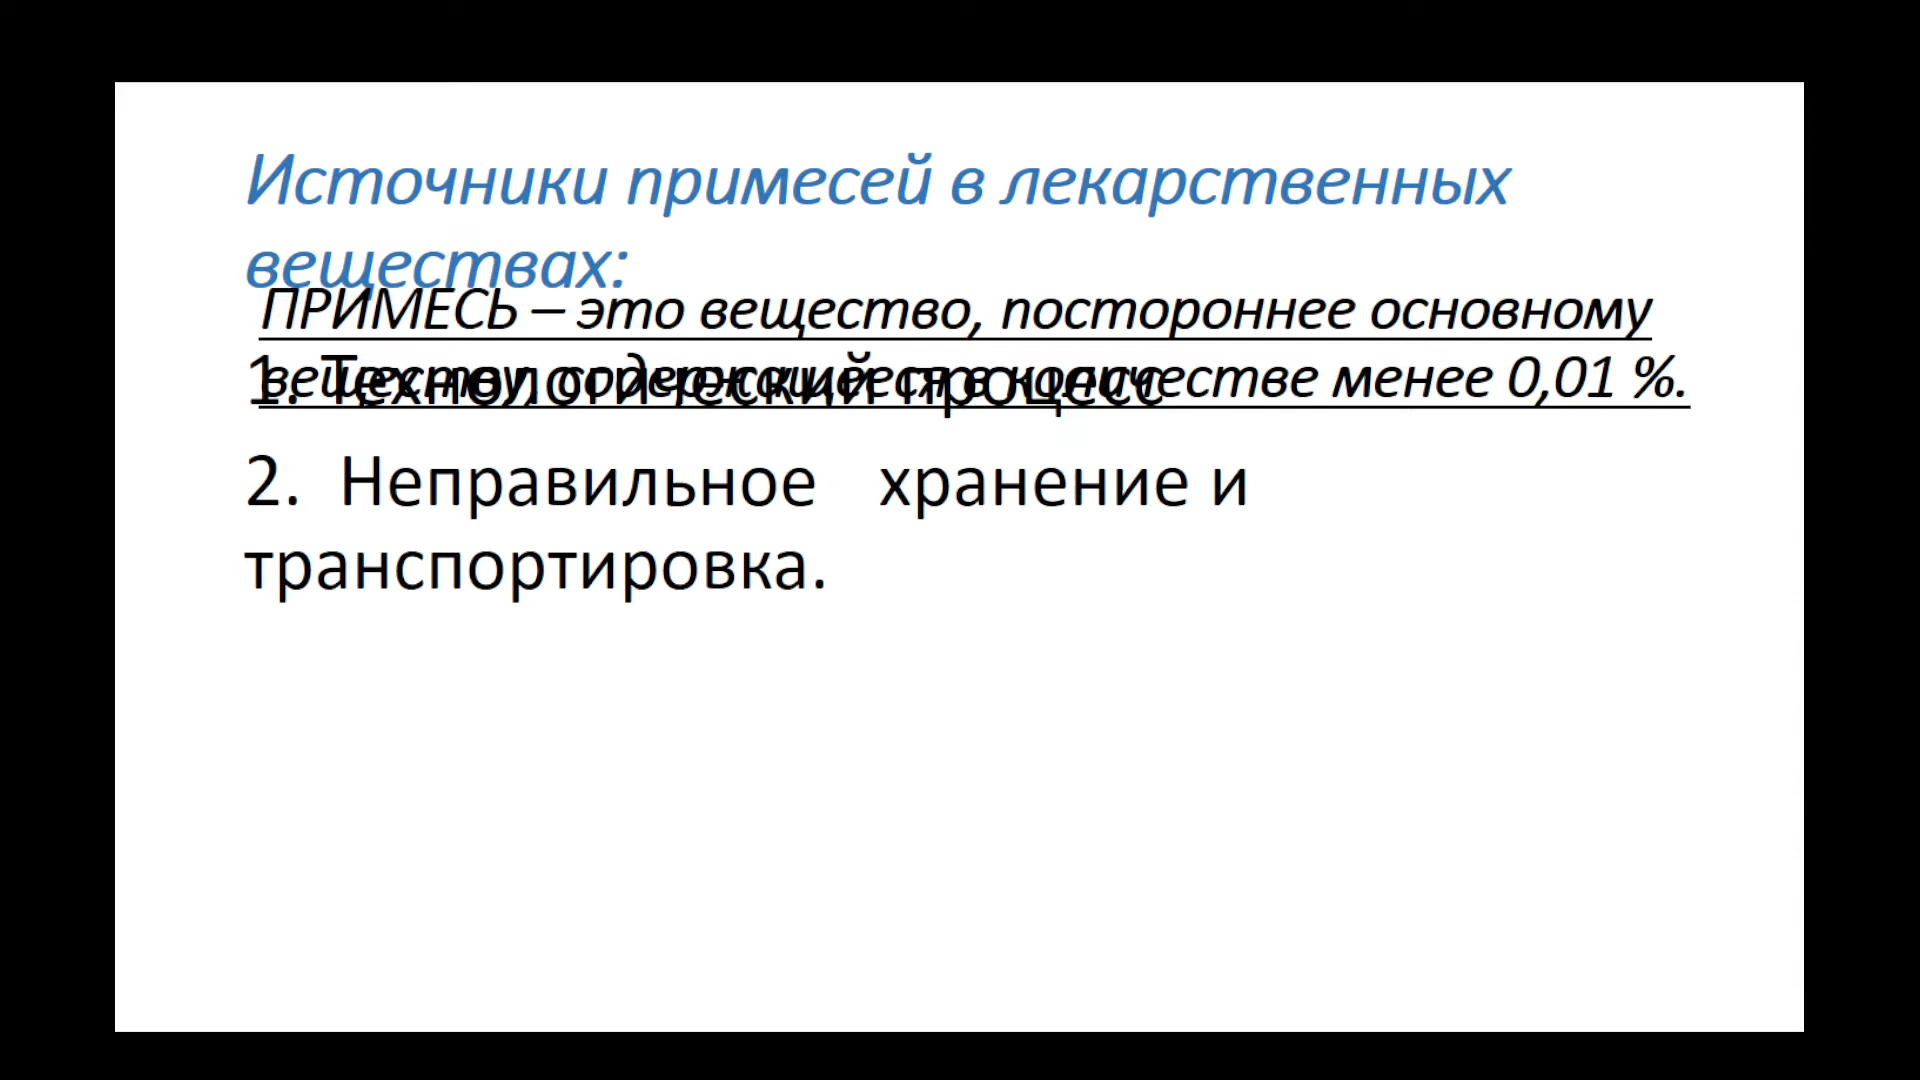 Источники примесей в лекарственных
веществах:
ПРИМЕСЬ – это вещество, постороннее основному
веществу, содержащееся в количестве менее 0,01 %.
1. Технологический процесс
2. Неправильное хранение и
транспортировка.